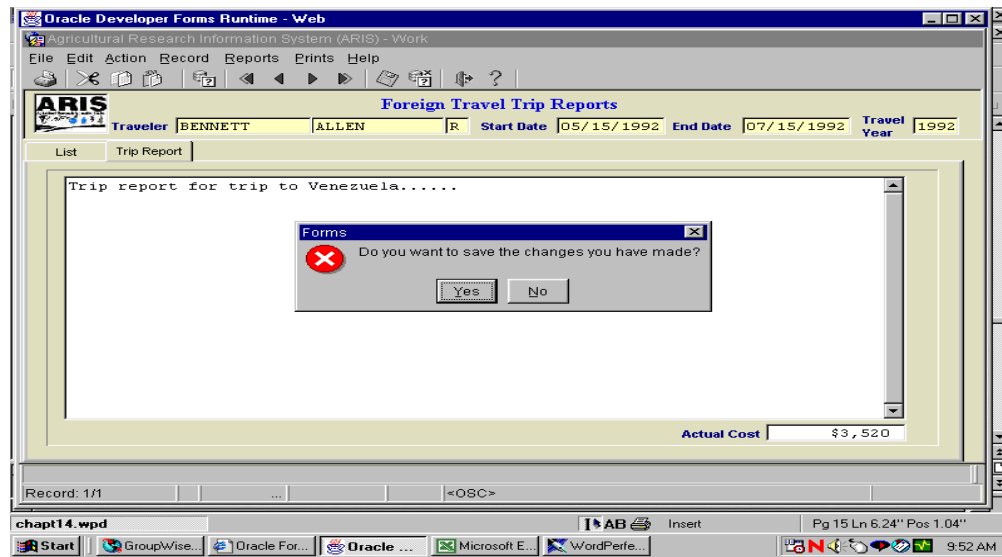 Oracle Developer Forms Runtime - Web
Agricultural Research Information System (ARIS) - Work
File Edit Action Record Reports Prints Help
ARIS Foreign Travel Trip Reports
Traveler BENNETT ALLEN R Start Date 05/15/1992 End Date 07/15/1992 Travel Year 1992
List Trip Report
Trip report for trip to Venezuela......
Forms
Do you want to save the changes you have made?
Yes No
Actual Cost $3,520
Record: 1/1 ... <OSC>
chapt14.wpd AB Insert Pg 15 Ln 6.24" Pos 1.04"
Start GroupWise... Oracle For... Oracle ... Microsoft E... WordPerfe... N 9:52 AM